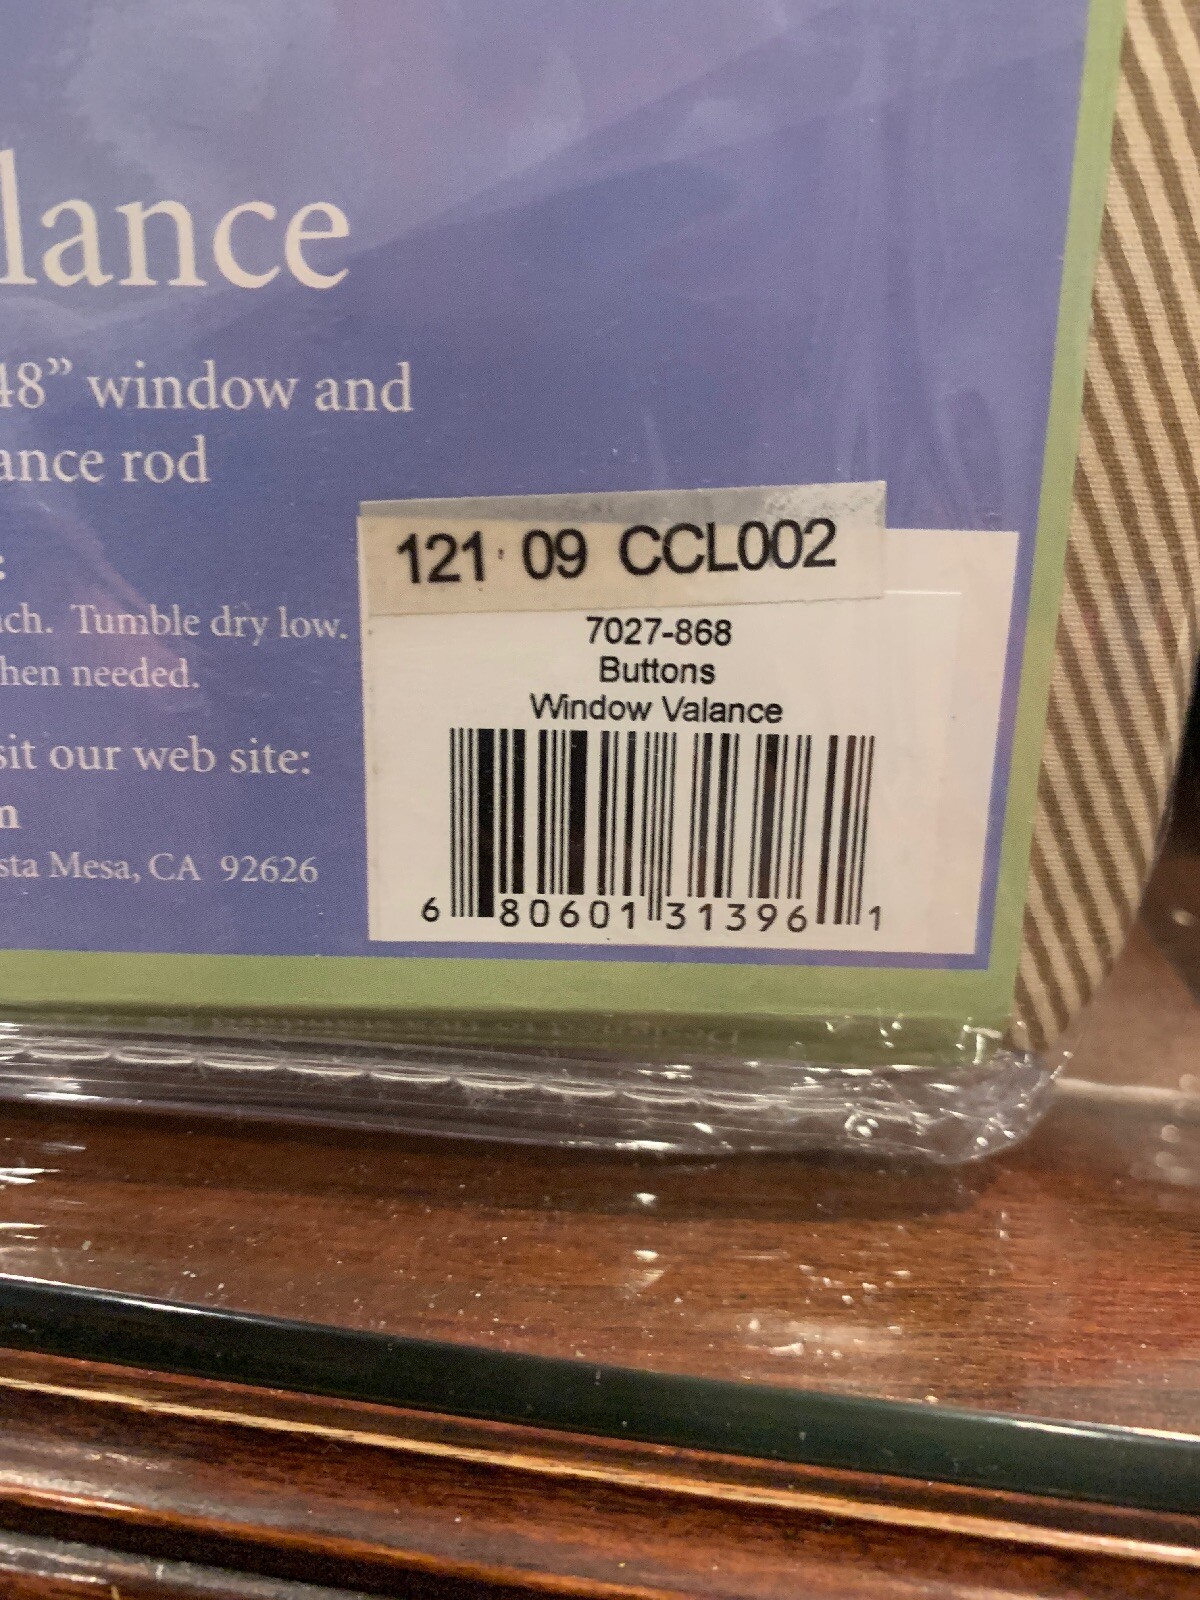 lance
48” window and
ance rod
:
ch. Tumble dry low.
hen needed.
sit our web site:
m
sta Mesa, CA 92626
121 09 CCL002
7027-868
Buttons
Window Valance
6 80601 31396 1